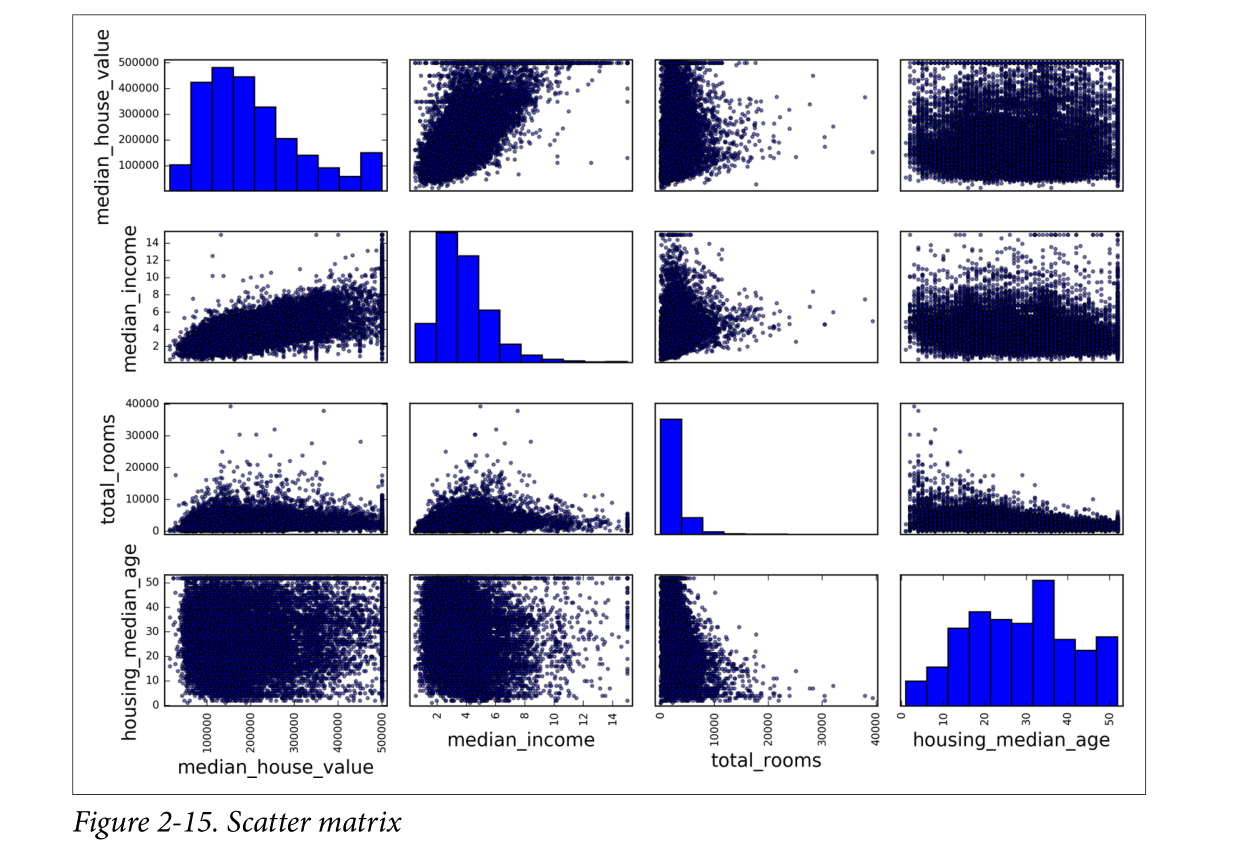 median_house_value
500000
400000
300000
200000
100000
median_income
14
12
10
8
6
4
2
total_rooms
40000
30000
20000
10000
0
housing_median_age
50
40
30
20
10
0
100000 200000 300000 400000 500000
2 4 6 8 10 12 14
0 10000 20000 30000 40000
0 10 20 30 40 50
median_house_value
median_income
total_rooms
housing_median_age
Figure 2-15. Scatter matrix